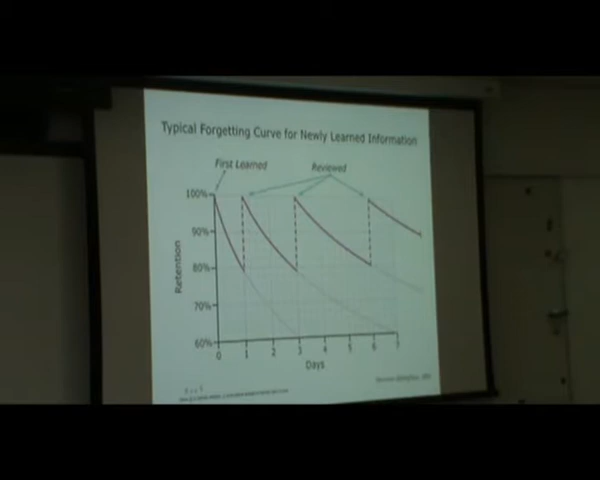 Typical Forgetting Curve for Newly Learned Information
First Learned
Reviewed
100%
90%
80%
70%
60%
Retention
0 1 2 3 4 5 6 7
Days